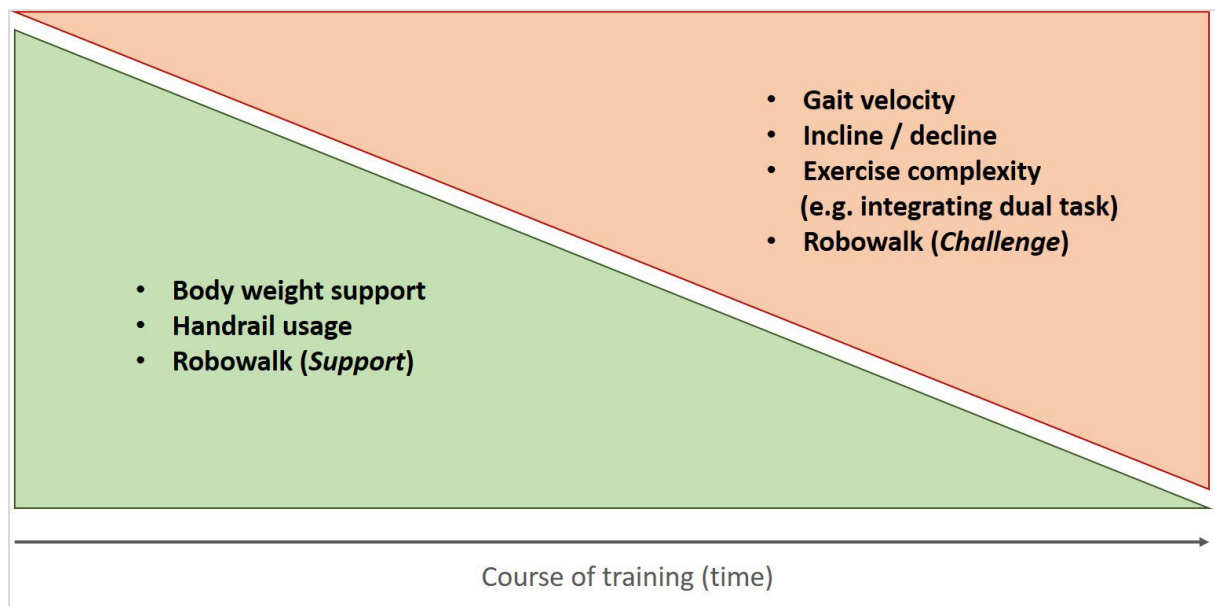 • Gait velocity
• Incline / decline
• Exercise complexity
(e.g. integrating dual task)
• Robowalk (Challenge)
• Body weight support
• Handrail usage
• Robowalk (Support)
Course of training (time)